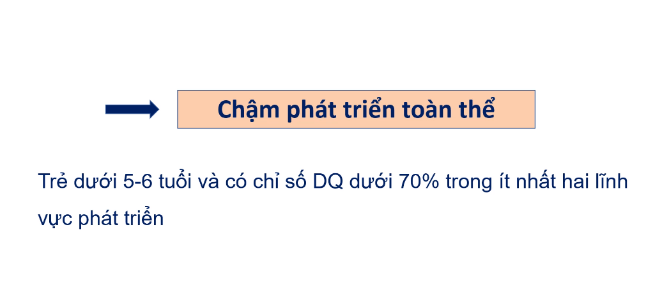 Chậm phát triển toàn thể
Trẻ dưới 5-6 tuổi và có chỉ số DQ dưới 70% trong ít nhất hai lĩnh
vực phát triển